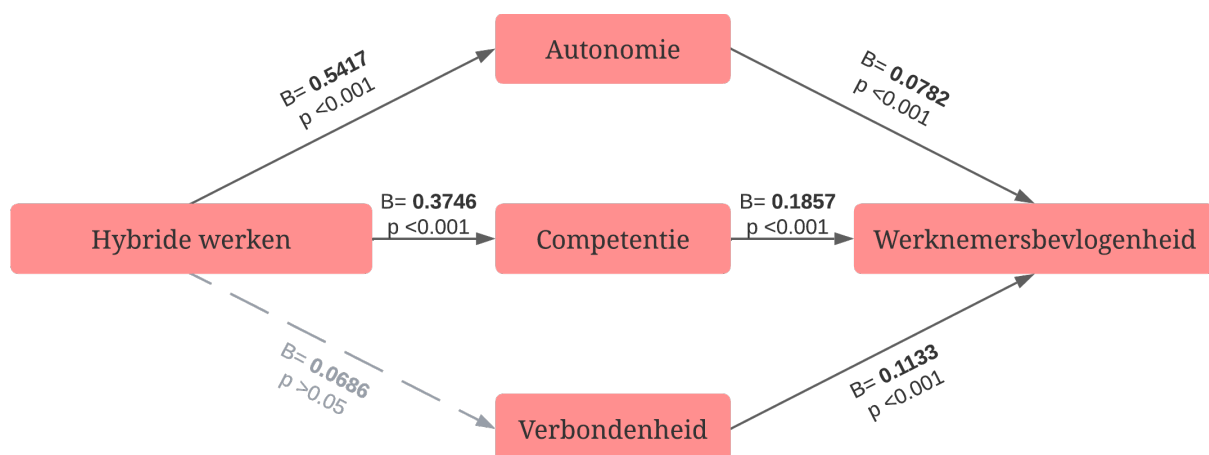 Autonomie
B= 0.5417
p <0.001
B= 0.0782
p <0.001
B= 0.3746
p <0.001
B= 0.1857
p <0.001
Hybride werken
Competentie
Werknemersbevlogenheid
B= 0.0686
p >0.05
B= 0.1133
p <0.001
Verbondenheid